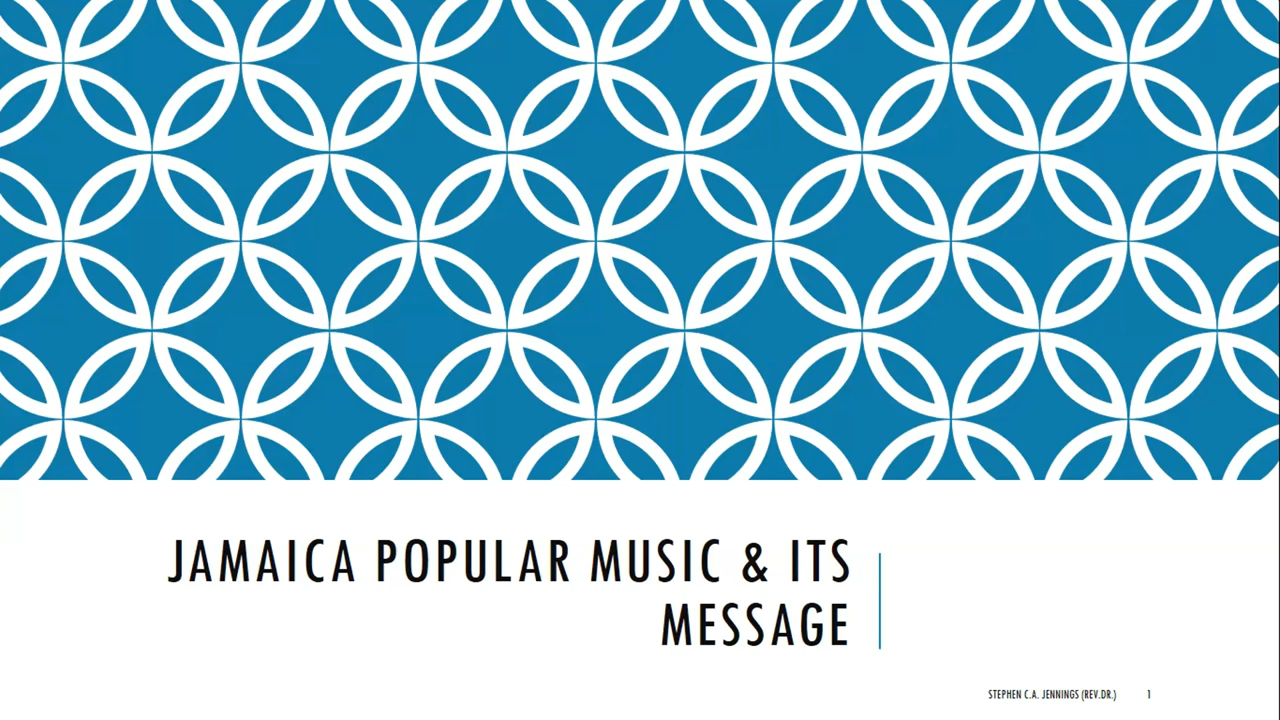 JAMAICA POPULAR MUSIC & ITS
MESSAGE
STEPHEN C.A. JENNINGS (REV.DR.) 1